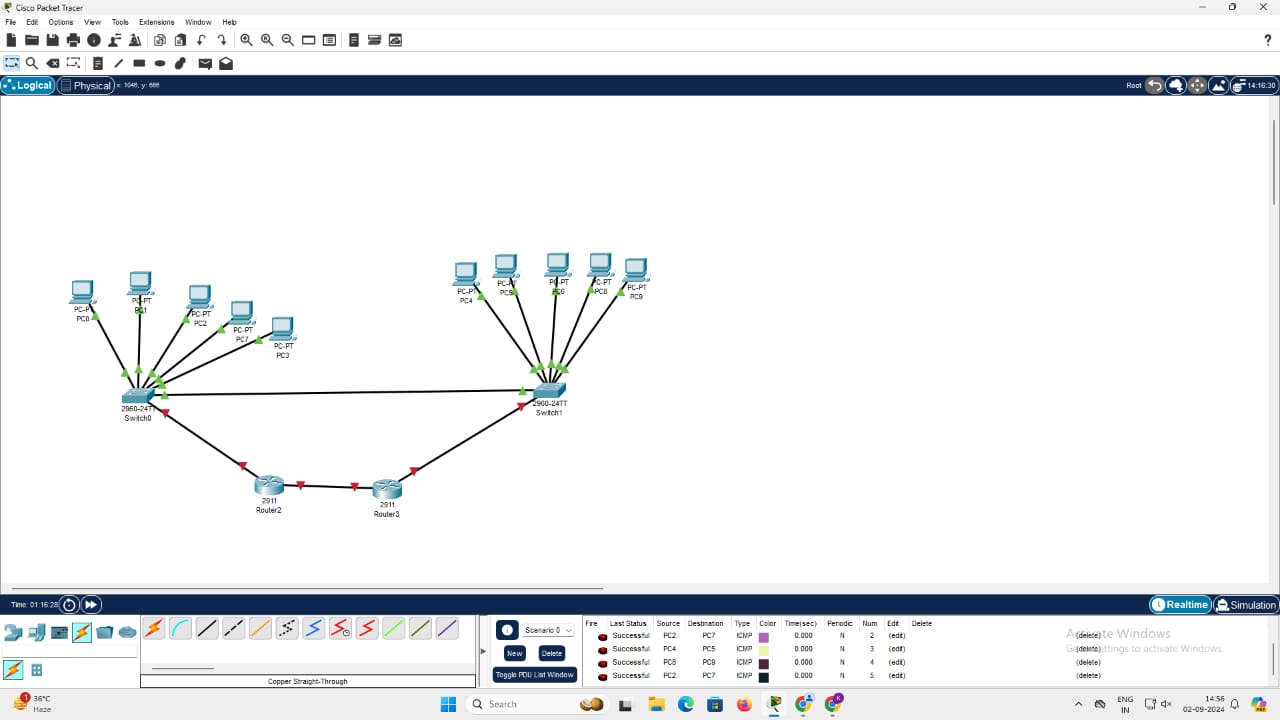 Cisco Packet Tracer
File Edit Options View Tools Extensions Window Help
Logical Physical x: 1048, y: 656 Root 14:16:30
PC-PT PC0
PC-PT PC1
PC-PT PC2
PC-PT PC7
PC-PT PC3
PC-PT PC4
PC-PT PC5
PC-PT PC6
PC-PT PC8
PC-PT PC9
2960-24TT
Switch0
2960-24TT
Switch1
2911
Router2
2911
Router3
Time: 01:16:28 Realtime Simulation
Scenario 0
New Delete
Toggle PDU List Window
Copper Straight-Through
Fire Last Status Source Destination Type Color Time(sec) Periodic Num Edit Delete
Successful PC2 PC7 ICMP 0.000 N 2 (edit) (delete)
Successful PC4 PC5 ICMP 0.000 N 3 (edit) (delete)
Successful PC8 PC9 ICMP 0.000 N 4 (edit) (delete)
Successful PC2 PC7 ICMP 0.000 N 5 (edit) (delete)
Activate Windows
Go to Settings to activate Windows.
1 36°C
Haze
Search
ENG
IN
14:56
02-09-2024